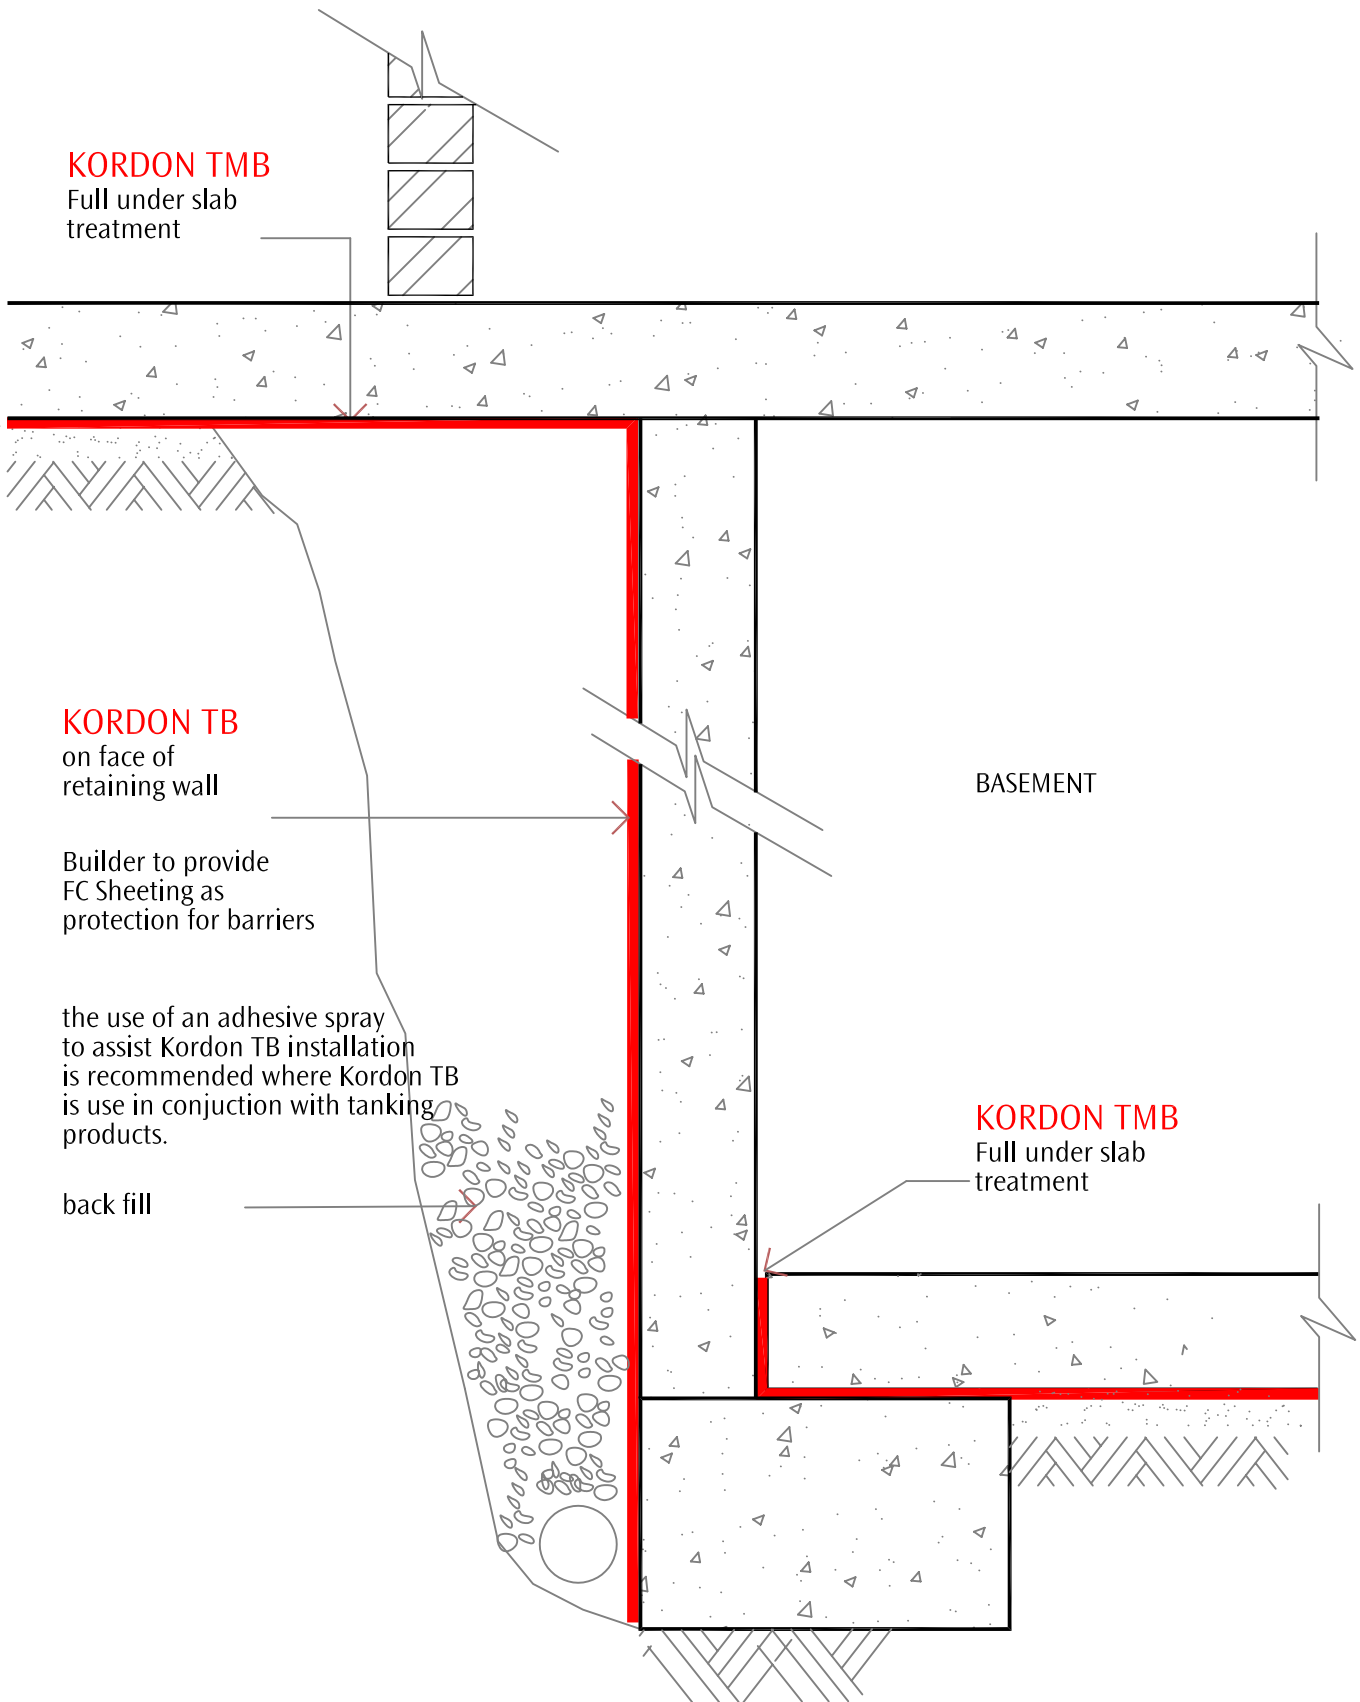 KORDON TMB
Full under slab
treatment
KORDON TB
on face of
retaining wall
Builder to provide
FC Sheeting as
protection for barriers
the use of an adhesive spray
to assist Kordon TB installation
is recommended where Kordon TB
is use in conjuction with tanking
products.
back fill
BASEMENT
KORDON TMB
Full under slab
treatment